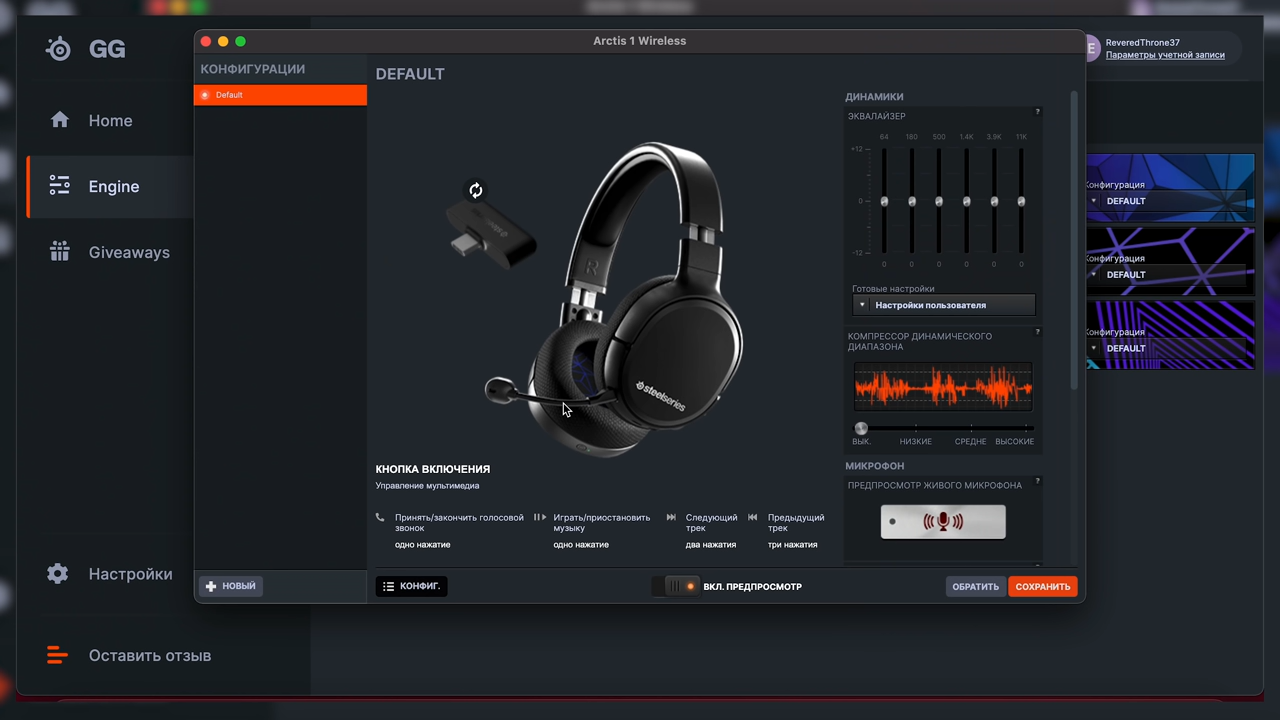 Arctis 1 Wireless
GG
Home
Engine
Giveaways
Настройки
Оставить отзыв
E
ReveredThrone37
Параметры учетной записи
КОНФИГУРАЦИИ
Default
DEFAULT
steelseries
R
КНОПКА ВКЛЮЧЕНИЯ
Управление мультимедиа
Принять/закончить голосовой
звонок
одно нажатие
Играть/приостановить
музыку
одно нажатие
Следующий
трек
два нажатия
Предыдущий
трек
три нажатия
ДИНАМИКИ
ЭКВАЛАЙЗЕР
?
64 180 500 1.4K 3.9K 11K
+12
0
-12
0 0 0 0 0 0
Готовые настройки
Настройки пользователя
КОМПРЕССОР ДИНАМИЧЕСКОГО
ДИАПАЗОНА
?
ВЫК. НИЗКИЕ СРЕДНЕ ВЫСОКИЕ
МИКРОФОН
ПРЕДПРОСМОТР ЖИВОГО МИКРОФОНА
?
НОВЫЙ
КОНФИГ.
ВКЛ. ПРЕДПРОСМОТР
ОБРАТИТЬ
СОХРАНИТЬ
Конфигурация
DEFAULT
Конфигурация
DEFAULT
Конфигурация
DEFAULT